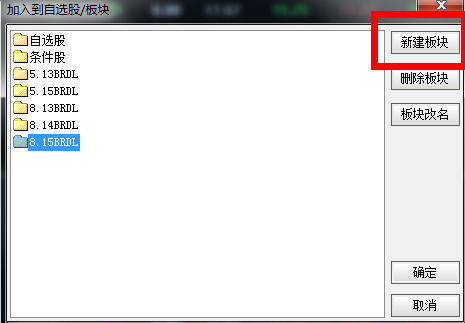 加入到自选股/板块
自选股
条件股
5.13BRDL
5.15BRDL
8.13BRDL
8.14BRDL
8.15BRDL
新建板块
删除板块
板块改名
确定
取消